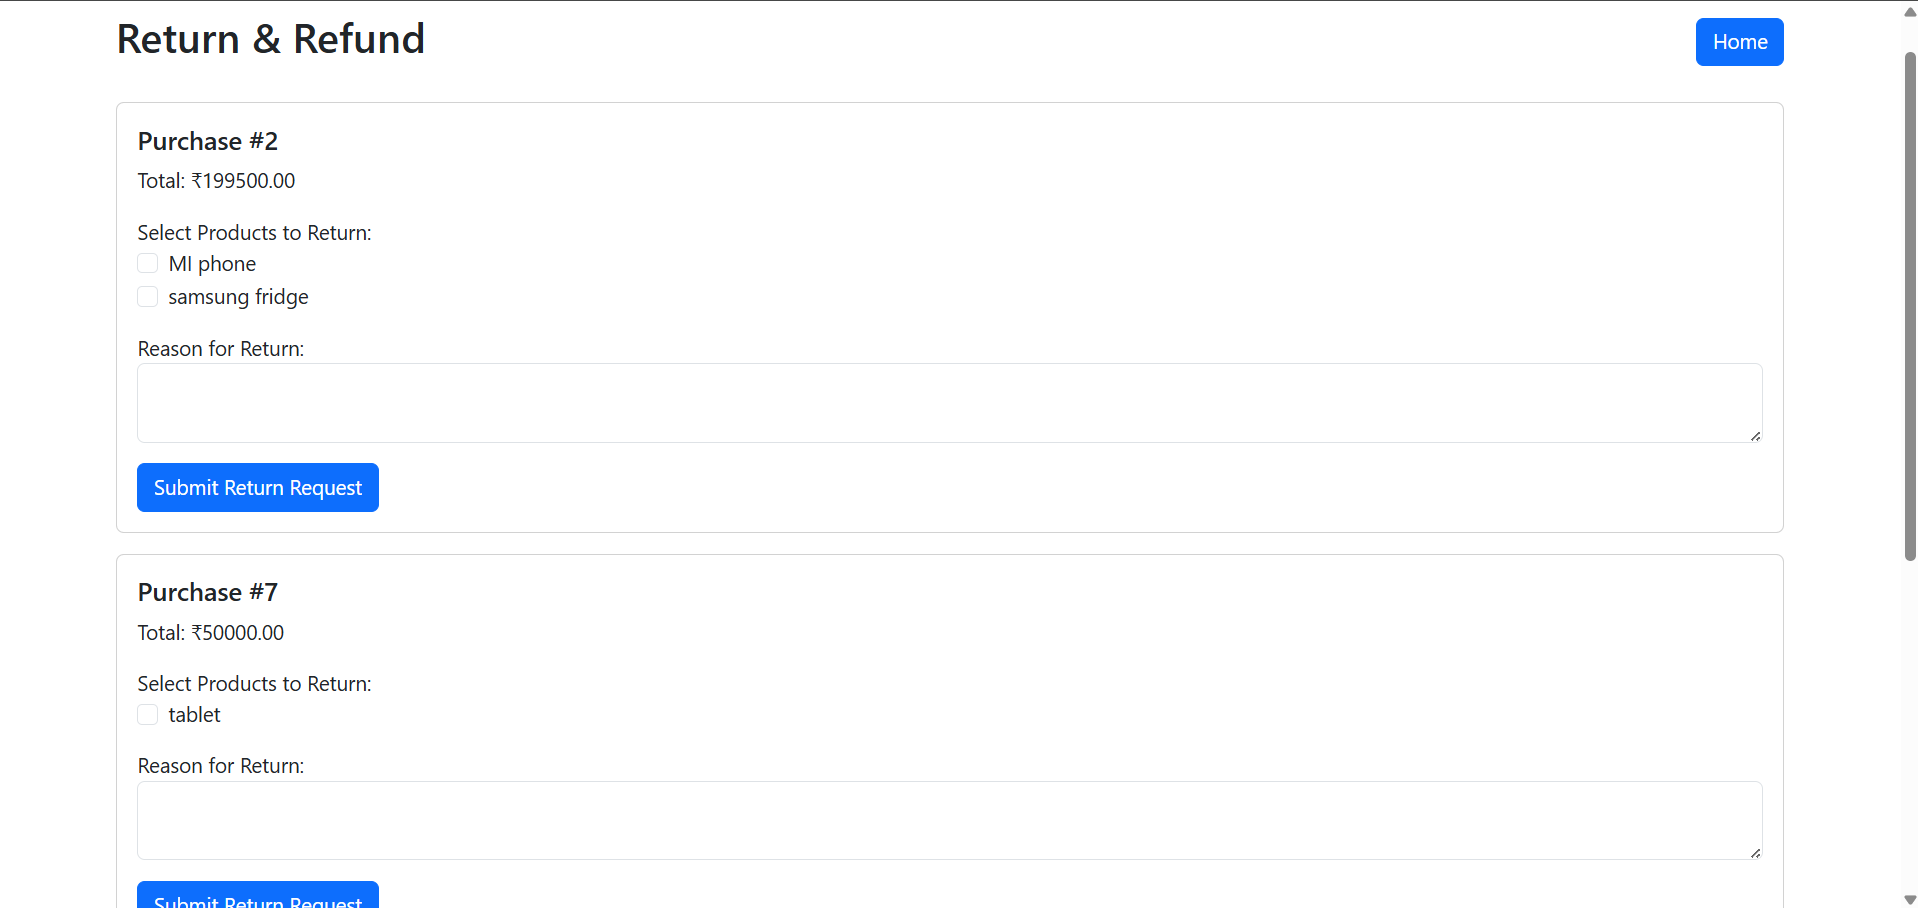 Return & Refund
Home
Purchase #2
Total: ₹199500.00
Select Products to Return:
MI phone
samsung fridge
Reason for Return:
Submit Return Request
Purchase #7
Total: ₹50000.00
Select Products to Return:
tablet
Reason for Return:
Submit Return Request